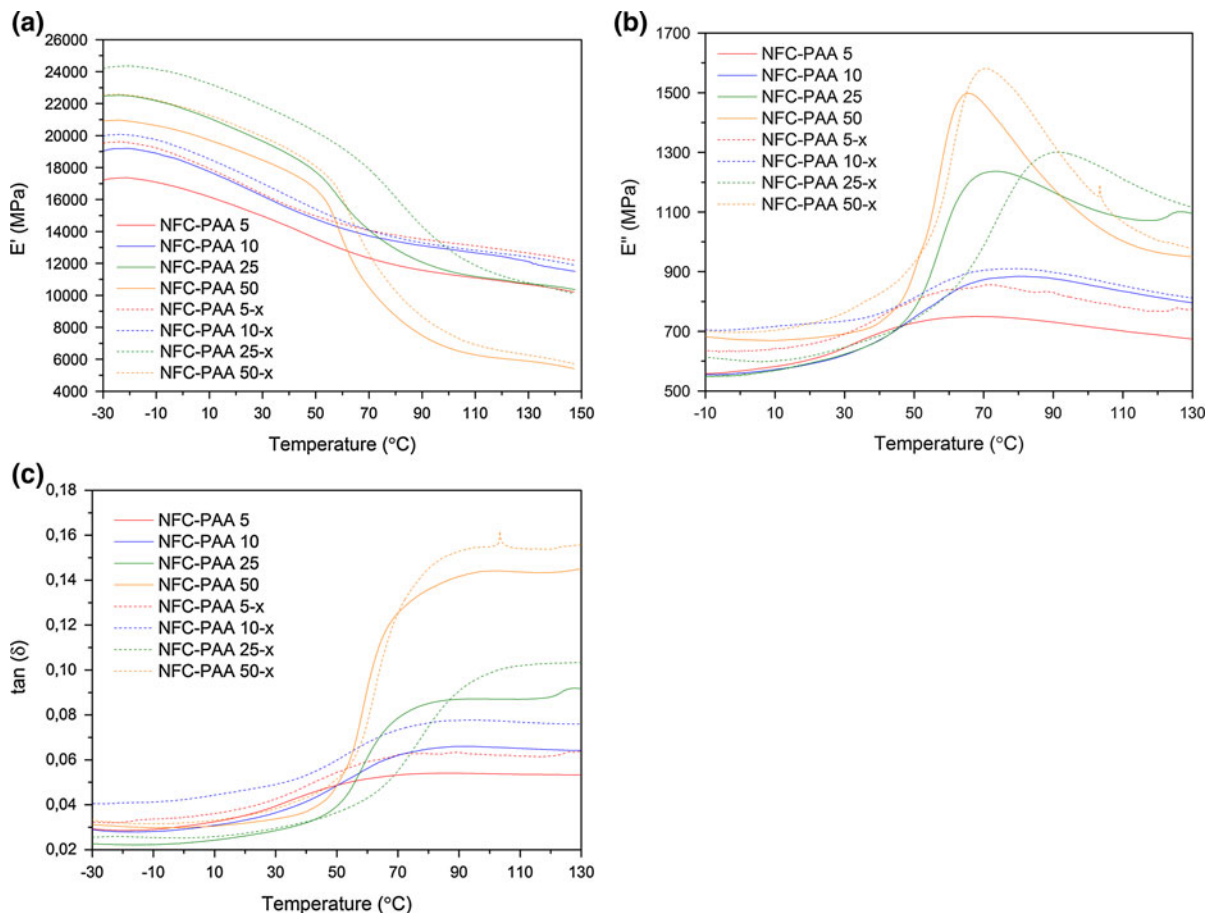 (a)
26000
24000
22000
20000
18000
16000
14000
12000
10000
8000
6000
4000
E' (MPa)
NFC-PAA 5
NFC-PAA 10
NFC-PAA 25
NFC-PAA 50
NFC-PAA 5-x
NFC-PAA 10-x
NFC-PAA 25-x
NFC-PAA 50-x
-30 -10 10 30 50 70 90 110 130 150
Temperature (°C)
(b)
1700
1500
1300
1100
900
700
500
E'' (MPa)
NFC-PAA 5
NFC-PAA 10
NFC-PAA 25
NFC-PAA 50
NFC-PAA 5-x
NFC-PAA 10-x
NFC-PAA 25-x
NFC-PAA 50-x
-10 10 30 50 70 90 110 130
Temperature (°C)
(c)
0,18
0,16
0,14
0,12
0,10
0,08
0,06
0,04
0,02
tan (δ)
NFC-PAA 5
NFC-PAA 10
NFC-PAA 25
NFC-PAA 50
NFC-PAA 5-x
NFC-PAA 10-x
NFC-PAA 25-x
NFC-PAA 50-x
-30 -10 10 30 50 70 90 110 130
Temperature (°C)